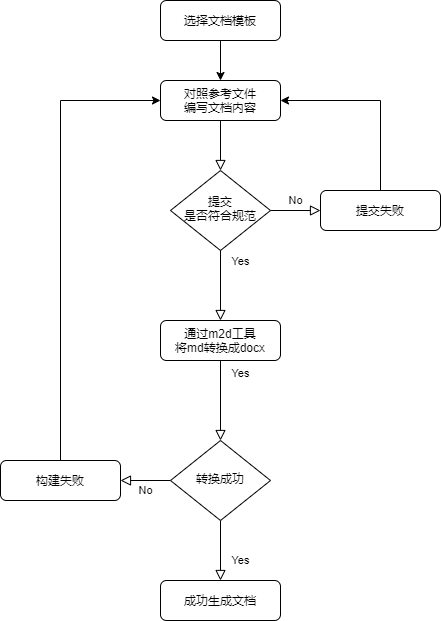 选择文档模板
对照参考文件
编写文档内容
提交
是否符合规范
No
提交失败
Yes
通过m2d工具
将md转换成docx
Yes
转换成功
构建失败
No
Yes
成功生成文档